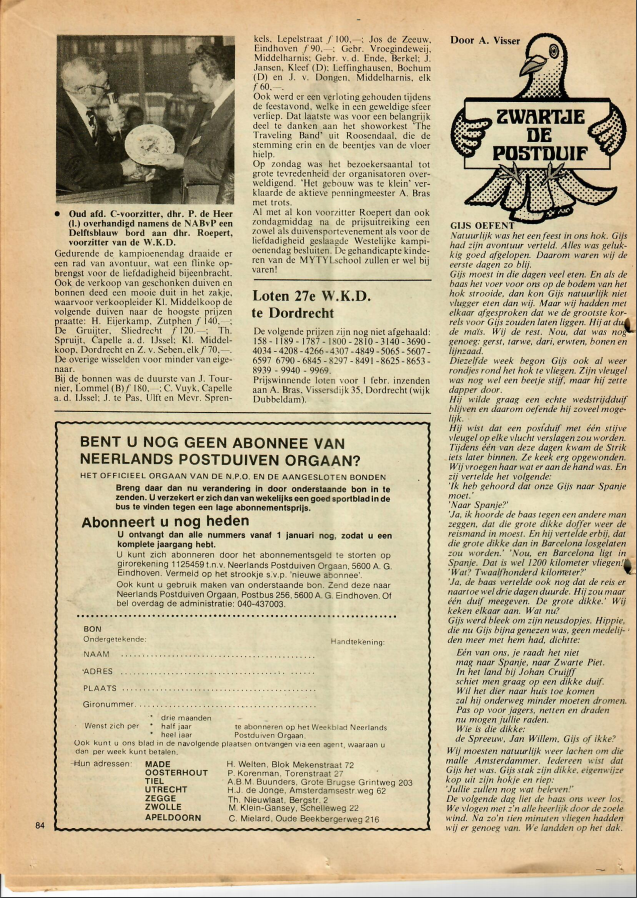 • Oud afd. C-voorzitter, dhr. P. de Heer
(l.) overhandigd namens de NABvP een
Delftsblauw bord aan dhr. Roepert,
voorzitter van de W.K.D.
Gedurende de kampioenendag draaide er
een rad van avontuur, wat een flinke op-
brengst voor de liefdadigheid bijeenbracht.
Ook de verkoop van geschonken duiven en
bonnen deed een mooie duit in het zakje,
waarvoor verkoopleider Kl. Middelkoop de
volgende duiven naar de hoogste prijzen
praatte: H. Eijerkamp, Zutphen ƒ 140,—;
De Gruijter, Sliedrecht ƒ 120,—; Th.
Spruijt, Capelle a.d. IJssel; Kl. Middel-
koop, Dordrecht en Z. v. Seben, elk ƒ 70,—.
De overige wisselden voor minder van eige-
naar.
Bij de bonnen was de duurste van J. Tour-
nier, Lommel (B) ƒ 180,—; C. Vuyk, Capelle
a.d. IJssel; J. te Pas, Ulft en Mevr. Spren-
kels, Lepelstraat ƒ 100,—; Jos de Zeeuw,
Eindhoven ƒ 90,—; Gebr. Vroegindeweij,
Middelharnis; Gebr. v. d. Ende, Berkel; J.
Jansen, Kleef (D); Leffinghausen, Bochum
(D) en J. v. Dongen, Middelharnis, elk
ƒ 60,—.
Ook werd er een verloting gehouden tijdens
de feestavond, welke in een geweldige sfeer
verliep. Dat laatste was voor een belangrijk
deel te danken aan het showorkest 'The
Traveling Band' uit Roosendaal, die de
stemming erin en de beentjes van de vloer
hielp.
Op zondag was het bezoekersaantal tot
grote tevredenheid der organisatoren over-
weldigend. 'Het gebouw was te klein' ver-
klaarde de aktieve penningmeester A. Bras
met trots.
Al met al kon voorzitter Roepert dan ook
zondagmiddag na de prijsuitreiking een
zowel als duivensportevenement als voor de
liefdadigheid geslaagde Westelijke kampi-
oenendag besluiten. De gehandicapte kinde-
ren van de MYTYLschool zullen er wel bij
varen!
Loten 27e W.K.D.
te Dordrecht
De volgende prijzen zijn nog niet afgehaald:
158 - 1189 - 1787 - 1800 - 2810 - 3140 - 3690 -
4034 - 4208 - 4266 - 4307 - 4849 - 5065 - 5607 -
6597 6790 - 6845 - 8297 - 8491 - 8625 - 8653 -
8939 - 9940 - 9969.
Prijswinnende loten voor 1 febr. inzenden
aan A. Bras, Vissersdijk 35, Dordrecht (wijk
Dubbeldam).
BENT U NOG GEEN ABONNEE VAN
NEERLANDS POSTDUIVEN ORGAAN?
HET OFFICIEEL ORGAAN VAN DE N.P.O. EN DE AANGESLOTEN BONDEN
Breng daar dan nu verandering in door onderstaande bon in te
zenden. U verzekert er zich dan van wekelijks een goed sportblad in de
bus te vinden tegen een lage abonnementsprijs.
Abonneert u nog heden
U ontvangt dan alle nummers vanaf 1 januari nog, zodat u een
komplete jaargang hebt.
U kunt zich abonneren door het abonnementsgeld te storten op
girorekening 1125459 t.n.v. Neerlands Postduiven Orgaan, 5600 A. G.
Eindhoven. Vermeld op het strookje s.v.p. 'nieuwe abonnee'.
Ook kunt u gebruik maken van onderstaande bon. Zend deze naar
Neerlands Postduiven Orgaan, Postbus 256, 5600 A. G. Eindhoven. Of
bel overdag de administratie: 040-437003.
BON
Ondergetekende: Handtekening:
NAAM
ADRES
PLAATS
Gironummer
* drie maanden
Wenst zich per * half jaar te abonneren op het Weekblad Neerlands
* heel jaar Postduiven Orgaan.
Ook kunt u ons blad in de navolgende plaatsen ontvangen via een agent, waaraan u
dan per week kunt betalen.
Hun adressen: MADE H. Welten, Blok Mekenstraat 72
OOSTERHOUT P. Korenman, Torenstraat 27
TIEL A.B.M. Buunders, Grote Brugse Grintweg 203
UTRECHT H.J. de Jonge, Amsterdamsestr.weg 62
ZEGGE Th. Nieuwlaat, Bergstr. 2
ZWOLLE M. Klein-Gansey, Schelleweg 22
APELDOORN C. Mielard, Oude Beekbergerweg 216
84
Door A. Visser
ZWARTJE
DE
POSTDUIF
GIJS OEFENT
Natuurlijk was het een feest in ons hok. Gijs
had zijn avontuur verteld. Alles was geluk-
kig goed afgelopen. Daarom waren wij de
eerste dagen zo blij.
Gijs moest in die dagen veel eten. En als de
baas het voer voor ons op de bodem van het
hok strooide, dan kon Gijs natuurlijk niet
vlugger eten dan wij. Maar wij hadden met
elkaar afgesproken dat we de grootste kor-
rels voor Gijs zouden laten liggen. Hij at dus
de maïs. Wij de rest. Nou, dat was nog
genoeg: gerst, tarwe, dari, erwten, bonen en
lijnzaad.
Diezelfde week begon Gijs ook al weer
rondjes rond het hok te vliegen. Zijn vleugel
was nog wel een beetje stijf, maar hij zette
dapper door.
Hij wilde graag een echte wedstrijdduif
blijven en daarom oefende hij zoveel moge-
lijk.
Hij wist dat een postduif met één stijve
vleugel op elke vlucht verslagen zou worden.
Tijdens één van deze dagen kwam de Strik
iets later binnen. Ze keek erg opgewonden.
Wij vroegen haar wat er aan de hand was. En
zij vertelde het volgende:
'Ik heb gehoord dat onze Gijs naar Spanje
moet.'
'Naar Spanje?'
'Ja, ik hoorde de baas tegen een andere man
zeggen, dat die grote dikke doffer weer de
reismand in moest. En hij vertelde erbij, dat
die grote dikke dan in Barcelona losgelaten
zou worden.' 'Nou, en Barcelona ligt in
Spanje. Dat is wel 1200 kilometer vliegen!'
'Wat? Twaalfhonderd kilometer?'
'Ja, de baas vertelde ook nog dat de reis er
naartoe wel drie dagen duurde. Hij zou maar
één duif meegeven. De grote dikke.' Wij
keken elkaar aan. Wat nu?
Gijs werd bleek om zijn neusdopjes. Hippie,
die nu Gijs bijna genezen was, geen medelij-
den meer met hem had, dichtte:
Eén van ons, je raadt het niet
mag naar Spanje, naar Zwarte Piet.
In het land bij Johan Cruijff
schiet men graag op een dikke duif.
Wil het dier naar huis toe komen
zal hij onderweg minder moeten dromen.
Pas op voor jagers, netten en draden
nu mogen jullie raden.
Wie is die dikke:
de Spreeuw, Jan Willem, Gijs of ikke?
Wij moesten natuurlijk weer lachen om die
malle Amsterdammer. Iedereen wist dat
Gijs het was. Gijs stak zijn dikke, eigenwijze
kop uit zijn hokje en riep:
'Jullie zullen nog wat beleven!'
De volgende dag liet de baas ons weer los.
We vlogen met z'n alle heerlijk door de zoele
wind. Na zo'n tien minuten vliegen hadden
wij er genoeg van. We landden op het dak.